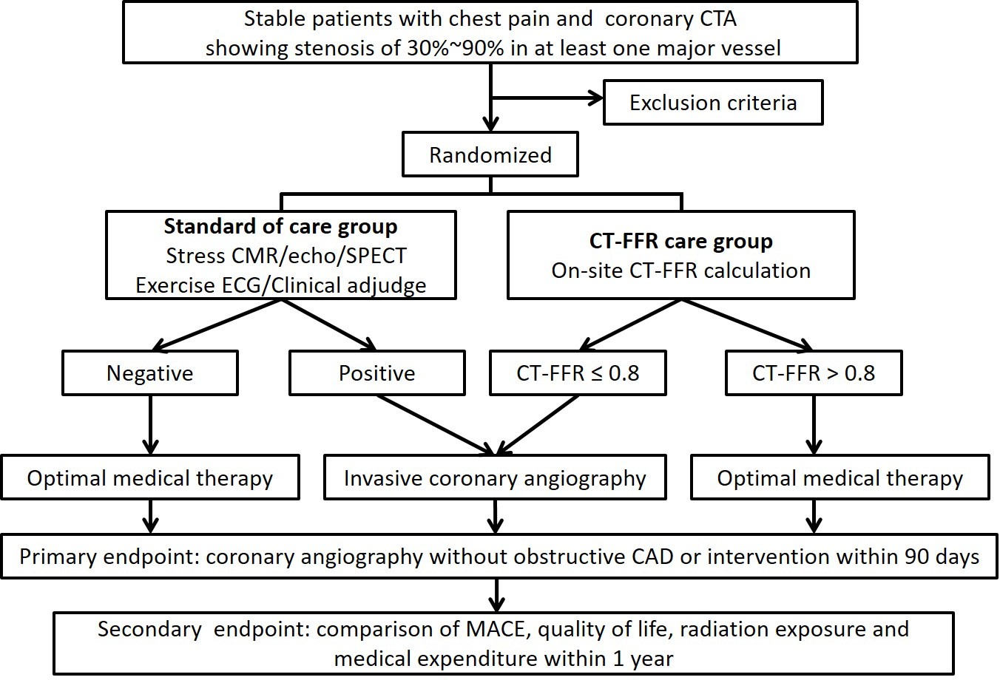 Stable patients with chest pain and coronary CTA
showing stenosis of 30%~90% in at least one major vessel
Exclusion criteria
Randomized
Standard of care group
Stress CMR/echo/SPECT
Exercise ECG/Clinical adjudge
CT-FFR care group
On-site CT-FFR calculation
Negative
Positive
CT-FFR ≤ 0.8
CT-FFR > 0.8
Optimal medical therapy
Invasive coronary angiography
Optimal medical therapy
Primary endpoint: coronary angiography without obstructive CAD or intervention within 90 days
Secondary endpoint: comparison of MACE, quality of life, radiation exposure and
medical expenditure within 1 year